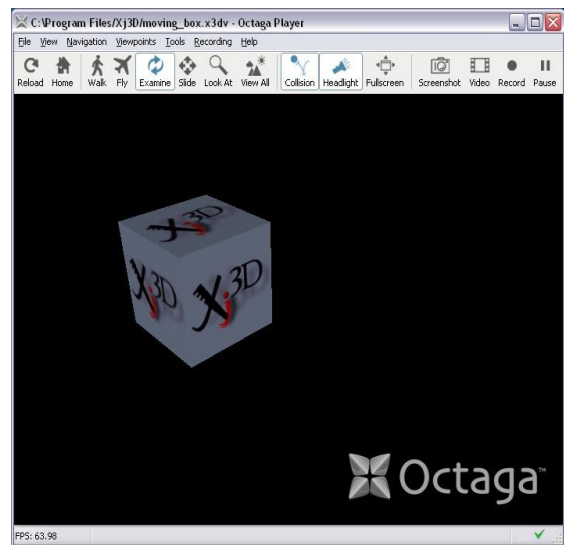 C:\Program Files/Xj3D/moving_box.x3dv - Octaga Player
File View Navigation Viewpoints Tools Recording Help
Reload Home Walk Fly Examine Slide Look At View All Collision Headlight Fullscreen Screenshot Video Record Pause
Xj3D
Xj3D Xj3D
Octaga™
FPS: 63.98